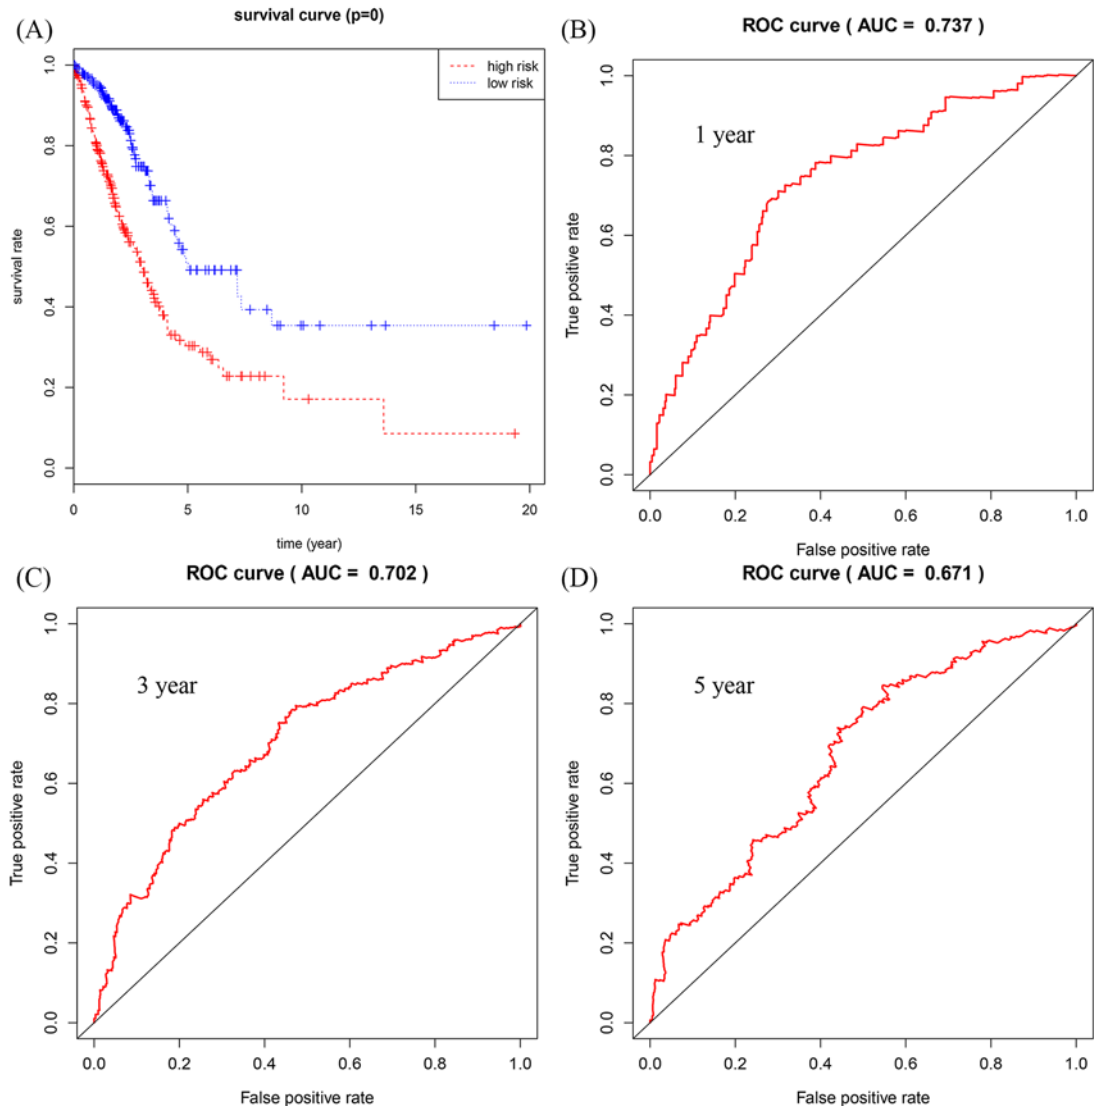 (A)
survival curve (p=0)
high risk
low risk
survival rate
0.0
0.2
0.4
0.6
0.8
1.0
0
5
10
15
20
time (year)
(B)
ROC curve ( AUC =  0.737 )
1 year
True positive rate
0.0
0.2
0.4
0.6
0.8
1.0
0.0
0.2
0.4
0.6
0.8
1.0
False positive rate
(C)
ROC curve ( AUC =  0.702 )
3 year
True positive rate
0.0
0.2
0.4
0.6
0.8
1.0
0.0
0.2
0.4
0.6
0.8
1.0
False positive rate
(D)
ROC curve ( AUC =  0.671 )
5 year
True positive rate
0.0
0.2
0.4
0.6
0.8
1.0
0.0
0.2
0.4
0.6
0.8
1.0
False positive rate